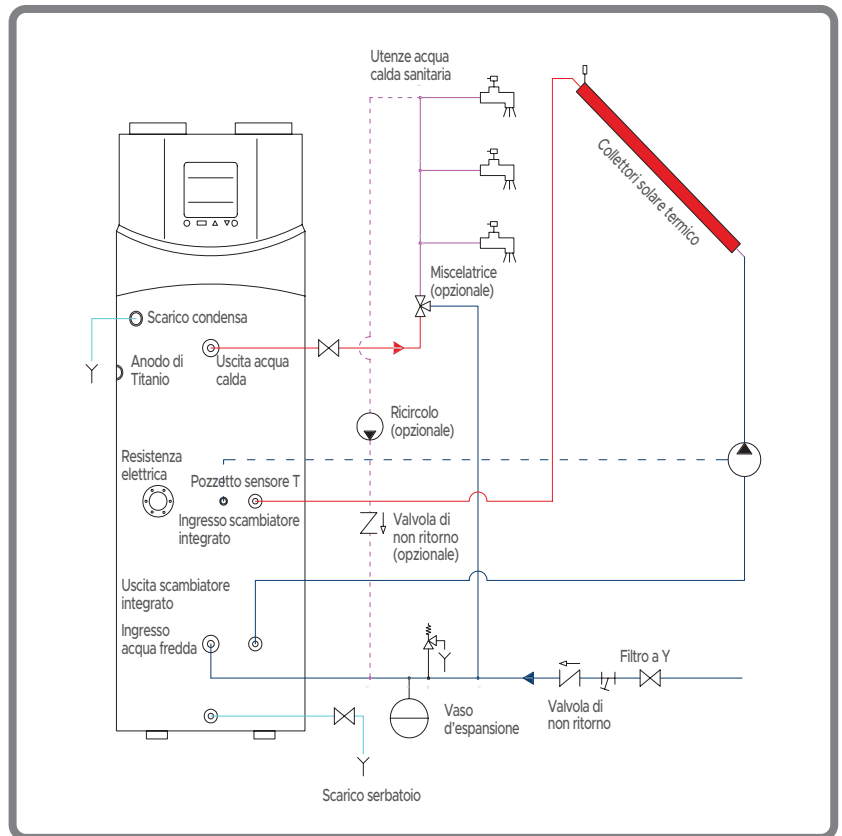 Utenze acqua
calda sanitaria
Collettori solare termico
Miscelatrice
(opzionale)
Scarico condensa
Anodo di
Titanio
Uscita acqua
calda
Ricircolo
(opzionale)
Resistenza
elettrica
Pozzetto sensore T
Ingresso scambiatore
integrato
Valvola di
non ritorno
(opzionale)
Uscita scambiatore
integrato
Ingresso
acqua fredda
Filtro a Y
Vaso
d'espansione
Valvola di
non ritorno
Scarico serbatoio